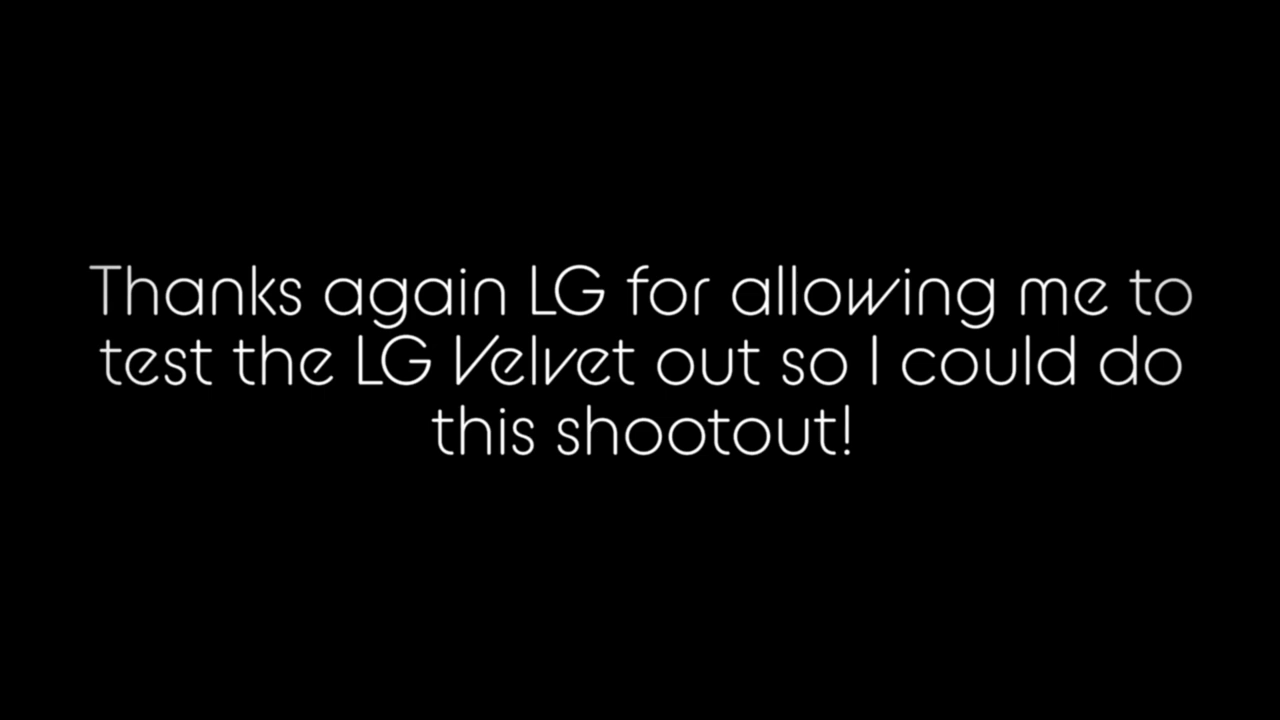 Thanks again LG for allowing me to
test the LG Velvet out so I could do
this shootout!